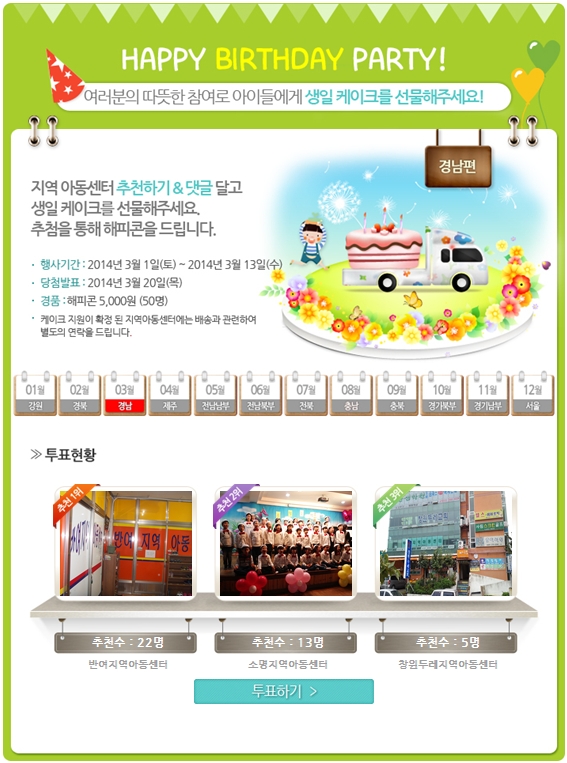 HAPPY BIRTHDAY PARTY!
여러분의 따뜻한 참여로 아이들에게 생일 케이크를 선물해주세요!
경남편
지역 아동센터 추천하기 & 댓글 달고
생일 케이크를 선물해주세요.
추첨을 통해 해피콘을 드립니다.
· 행사기간 : 2014년 3월 1일(토) ~ 2014년 3월 13일(수)
· 당첨발표 : 2014년 3월 20일(목)
· 경품 : 해피콘 5,000원 (50명)
· 케이크 지원이 확정 된 지역아동센터에는 배송과 관련하여
별도의 연락을 드립니다.
01월 02월 03월 04월 05월 06월 07월 08월 09월 10월 11월 12월
강원 경북 경남 제주 전남남부 전남북부 전북 충남 충북 경기북부 경기남부 서울
≫ 투표현황
추천 1위 추천 2위 추천 3위
반여지역아동
추천수 : 22명 추천수 : 13명 추천수 : 5명
반여지역아동센터 소명지역아동센터 창원두레지역아동센터
투표하기 >